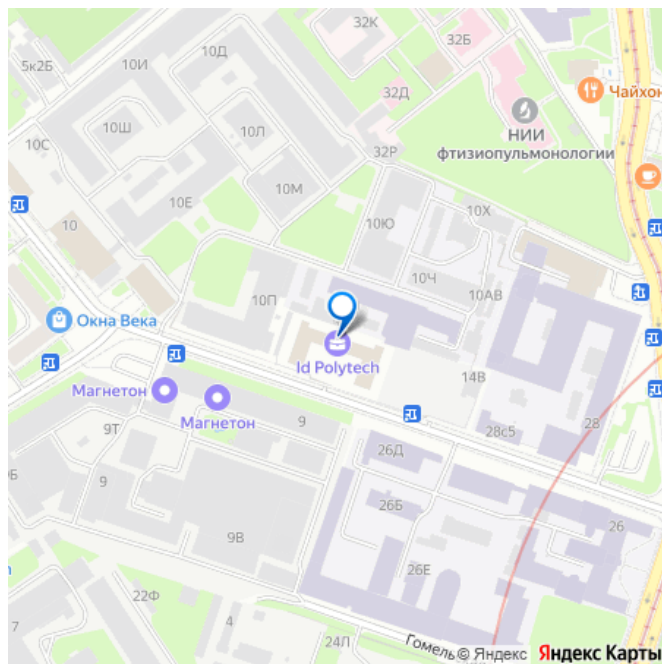 32К
32Б
5к2Б
10И
10Д
32Д
Чайхон
10Ш
10Л
НИИ
фтизиопульмонологии
10С
32Р
10М
10Е
10Х
10
10Ю
10Ч
10АВ
10П
Окна Века
Id Polytech
14В
Магнетон
Магнетон
9Т
9
28с5
28
26Д
9Б
9
26Б
26
9В
26Е
22Ф
7
24Л
Гомель
© Яндекс
Яндекс Карты